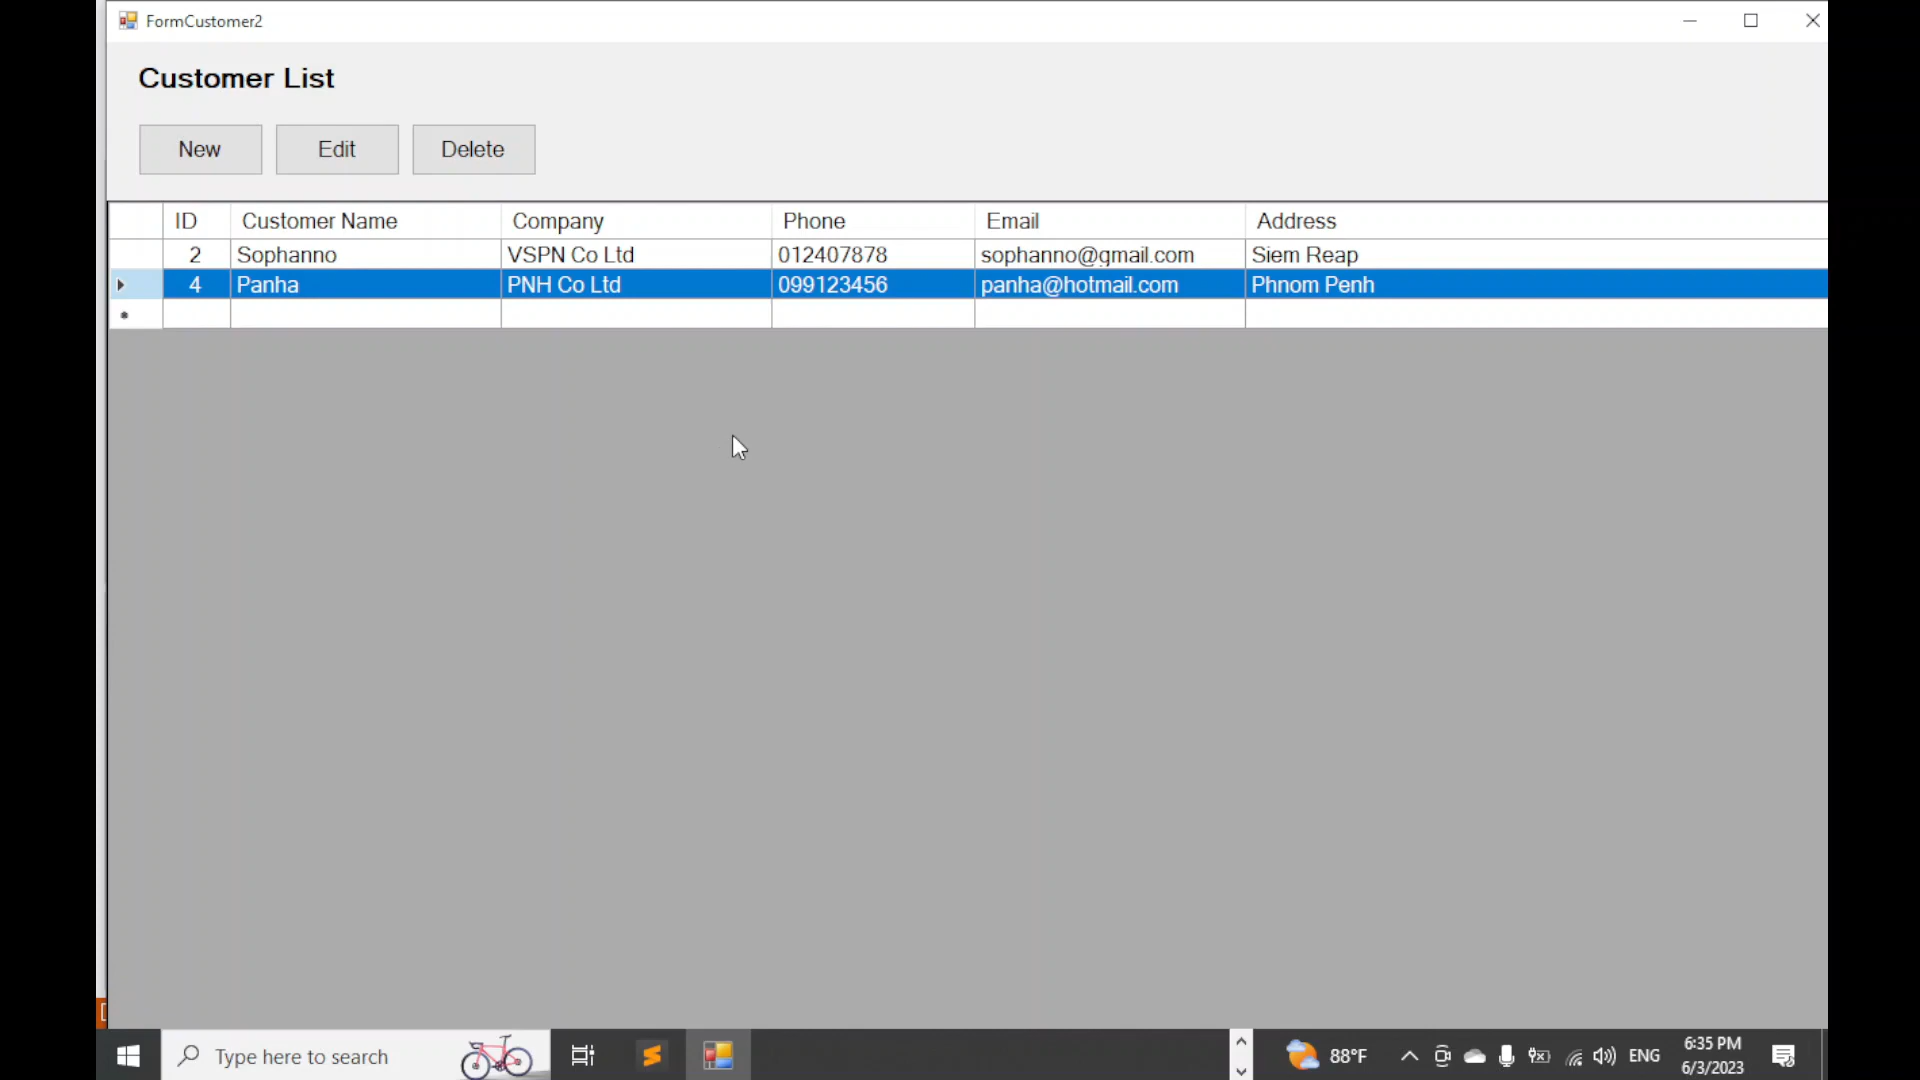 FormCustomer2
Customer List
New Edit Delete
ID Customer Name Company Phone Email Address
2 Sophanno VSPN Co Ltd 012407878 sophanno@gmail.com Siem Reap
4 Panha PNH Co Ltd 099123456 panha@hotmail.com Phnom Penh
Type here to search 88°F ENG 6:35 PM
6/3/2023